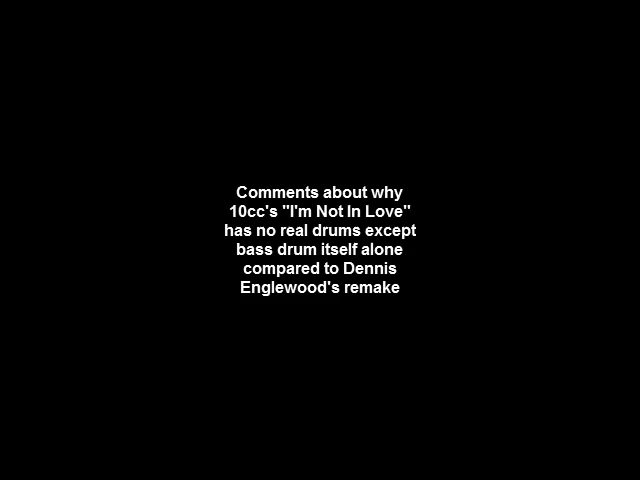 Comments about why
10cc's "I'm Not In Love"
has no real drums except
bass drum itself alone
compared to Dennis
Englewood's remake